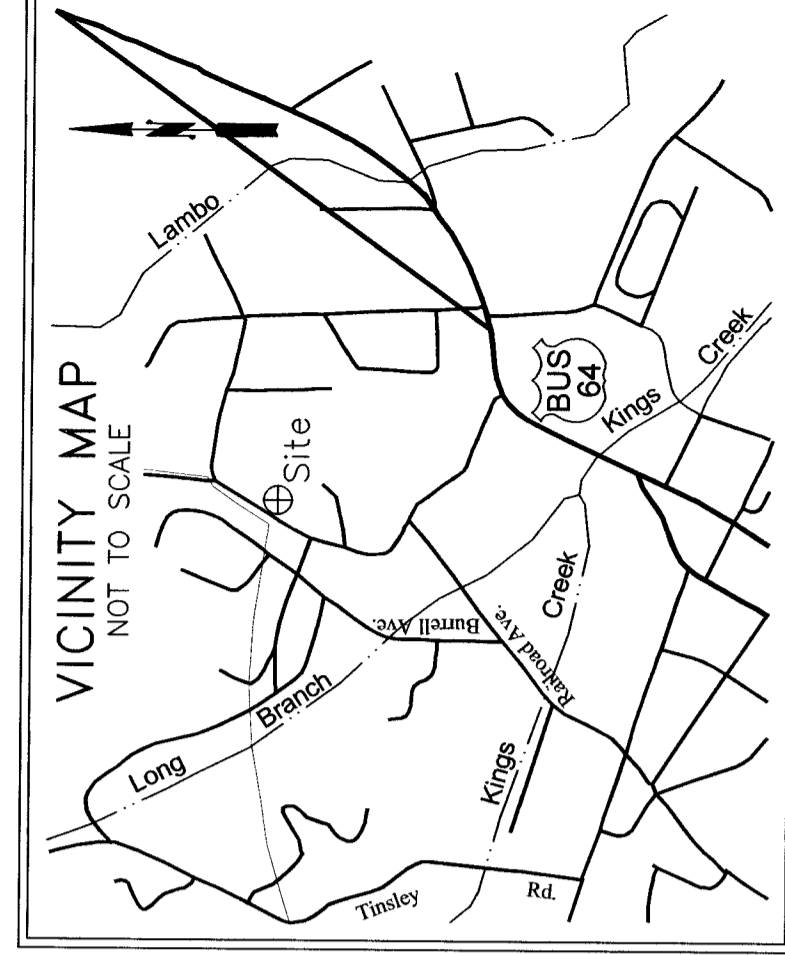 VICINITY MAP
NOT TO SCALE
Lambo
Site
BUS
64
Kings
Creek
Burrell Ave.
Railroad Ave.
Creek
Kings
Long
Branch
Tinsley
Rd.